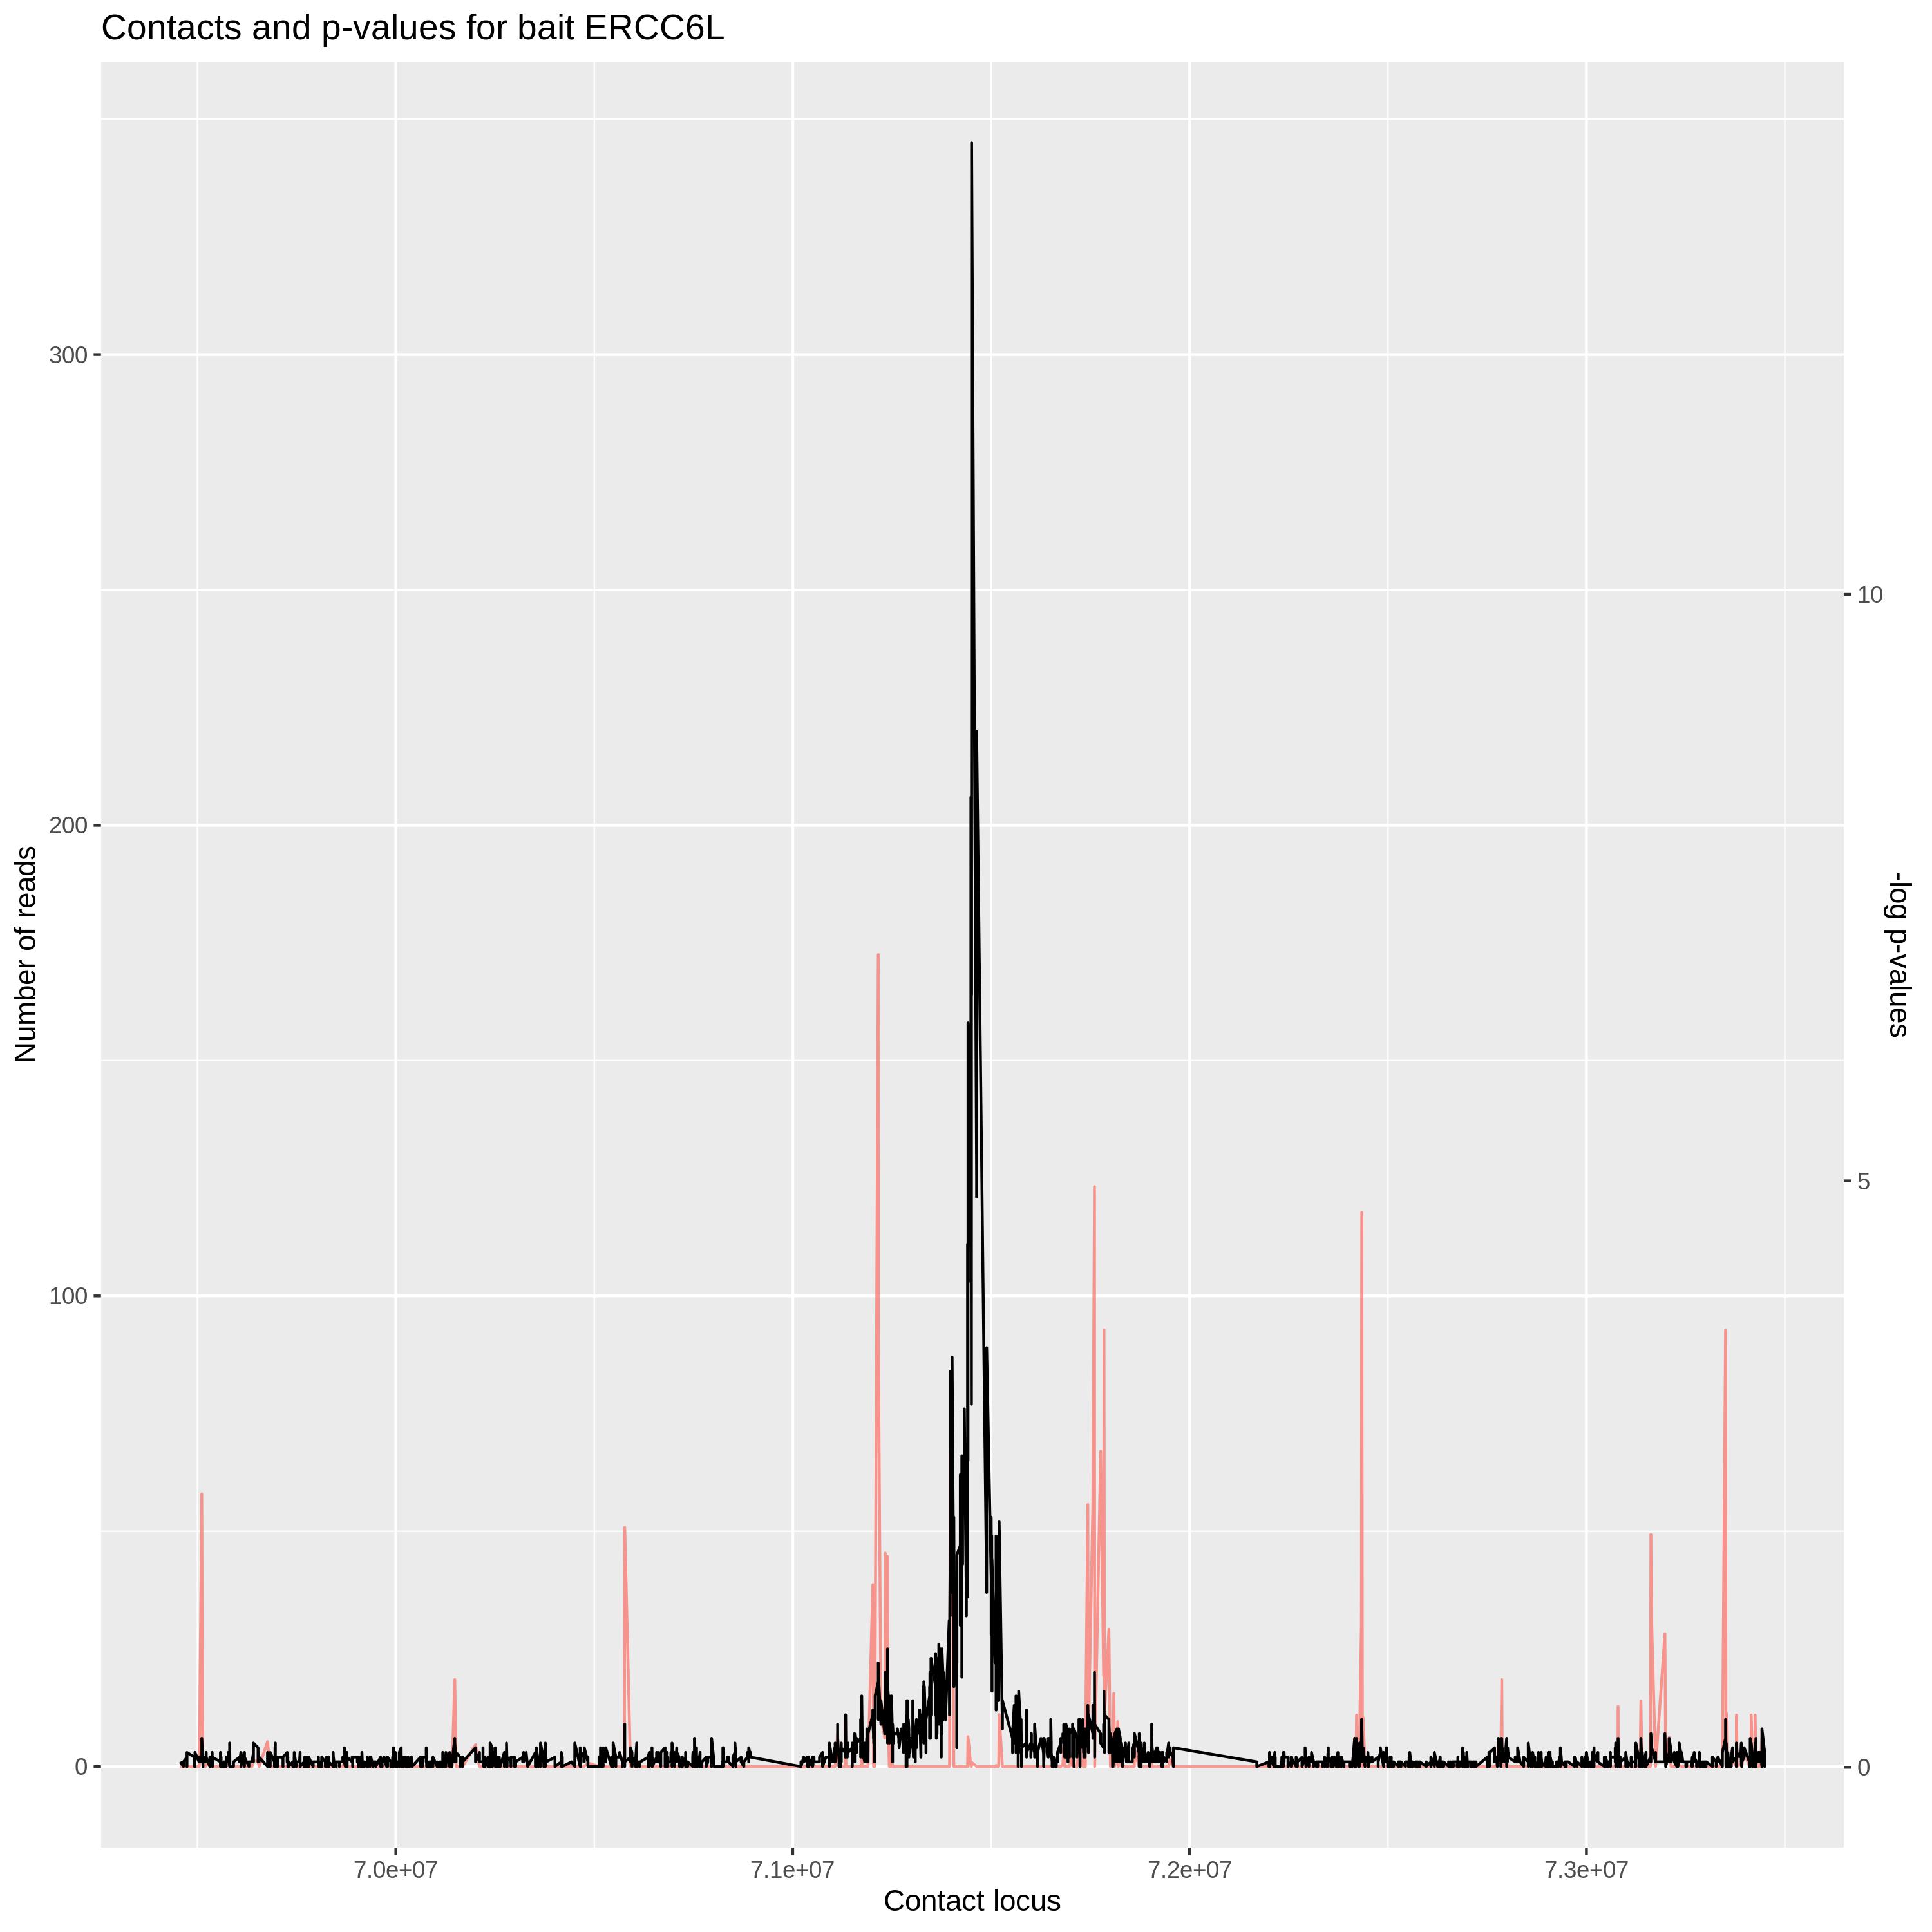 Contacts and p-values for bait ERCC6L
300
200
100
0
Number of reads
10
5
0
-log p-values
7.0e+07 7.1e+07 7.2e+07 7.3e+07
Contact locus